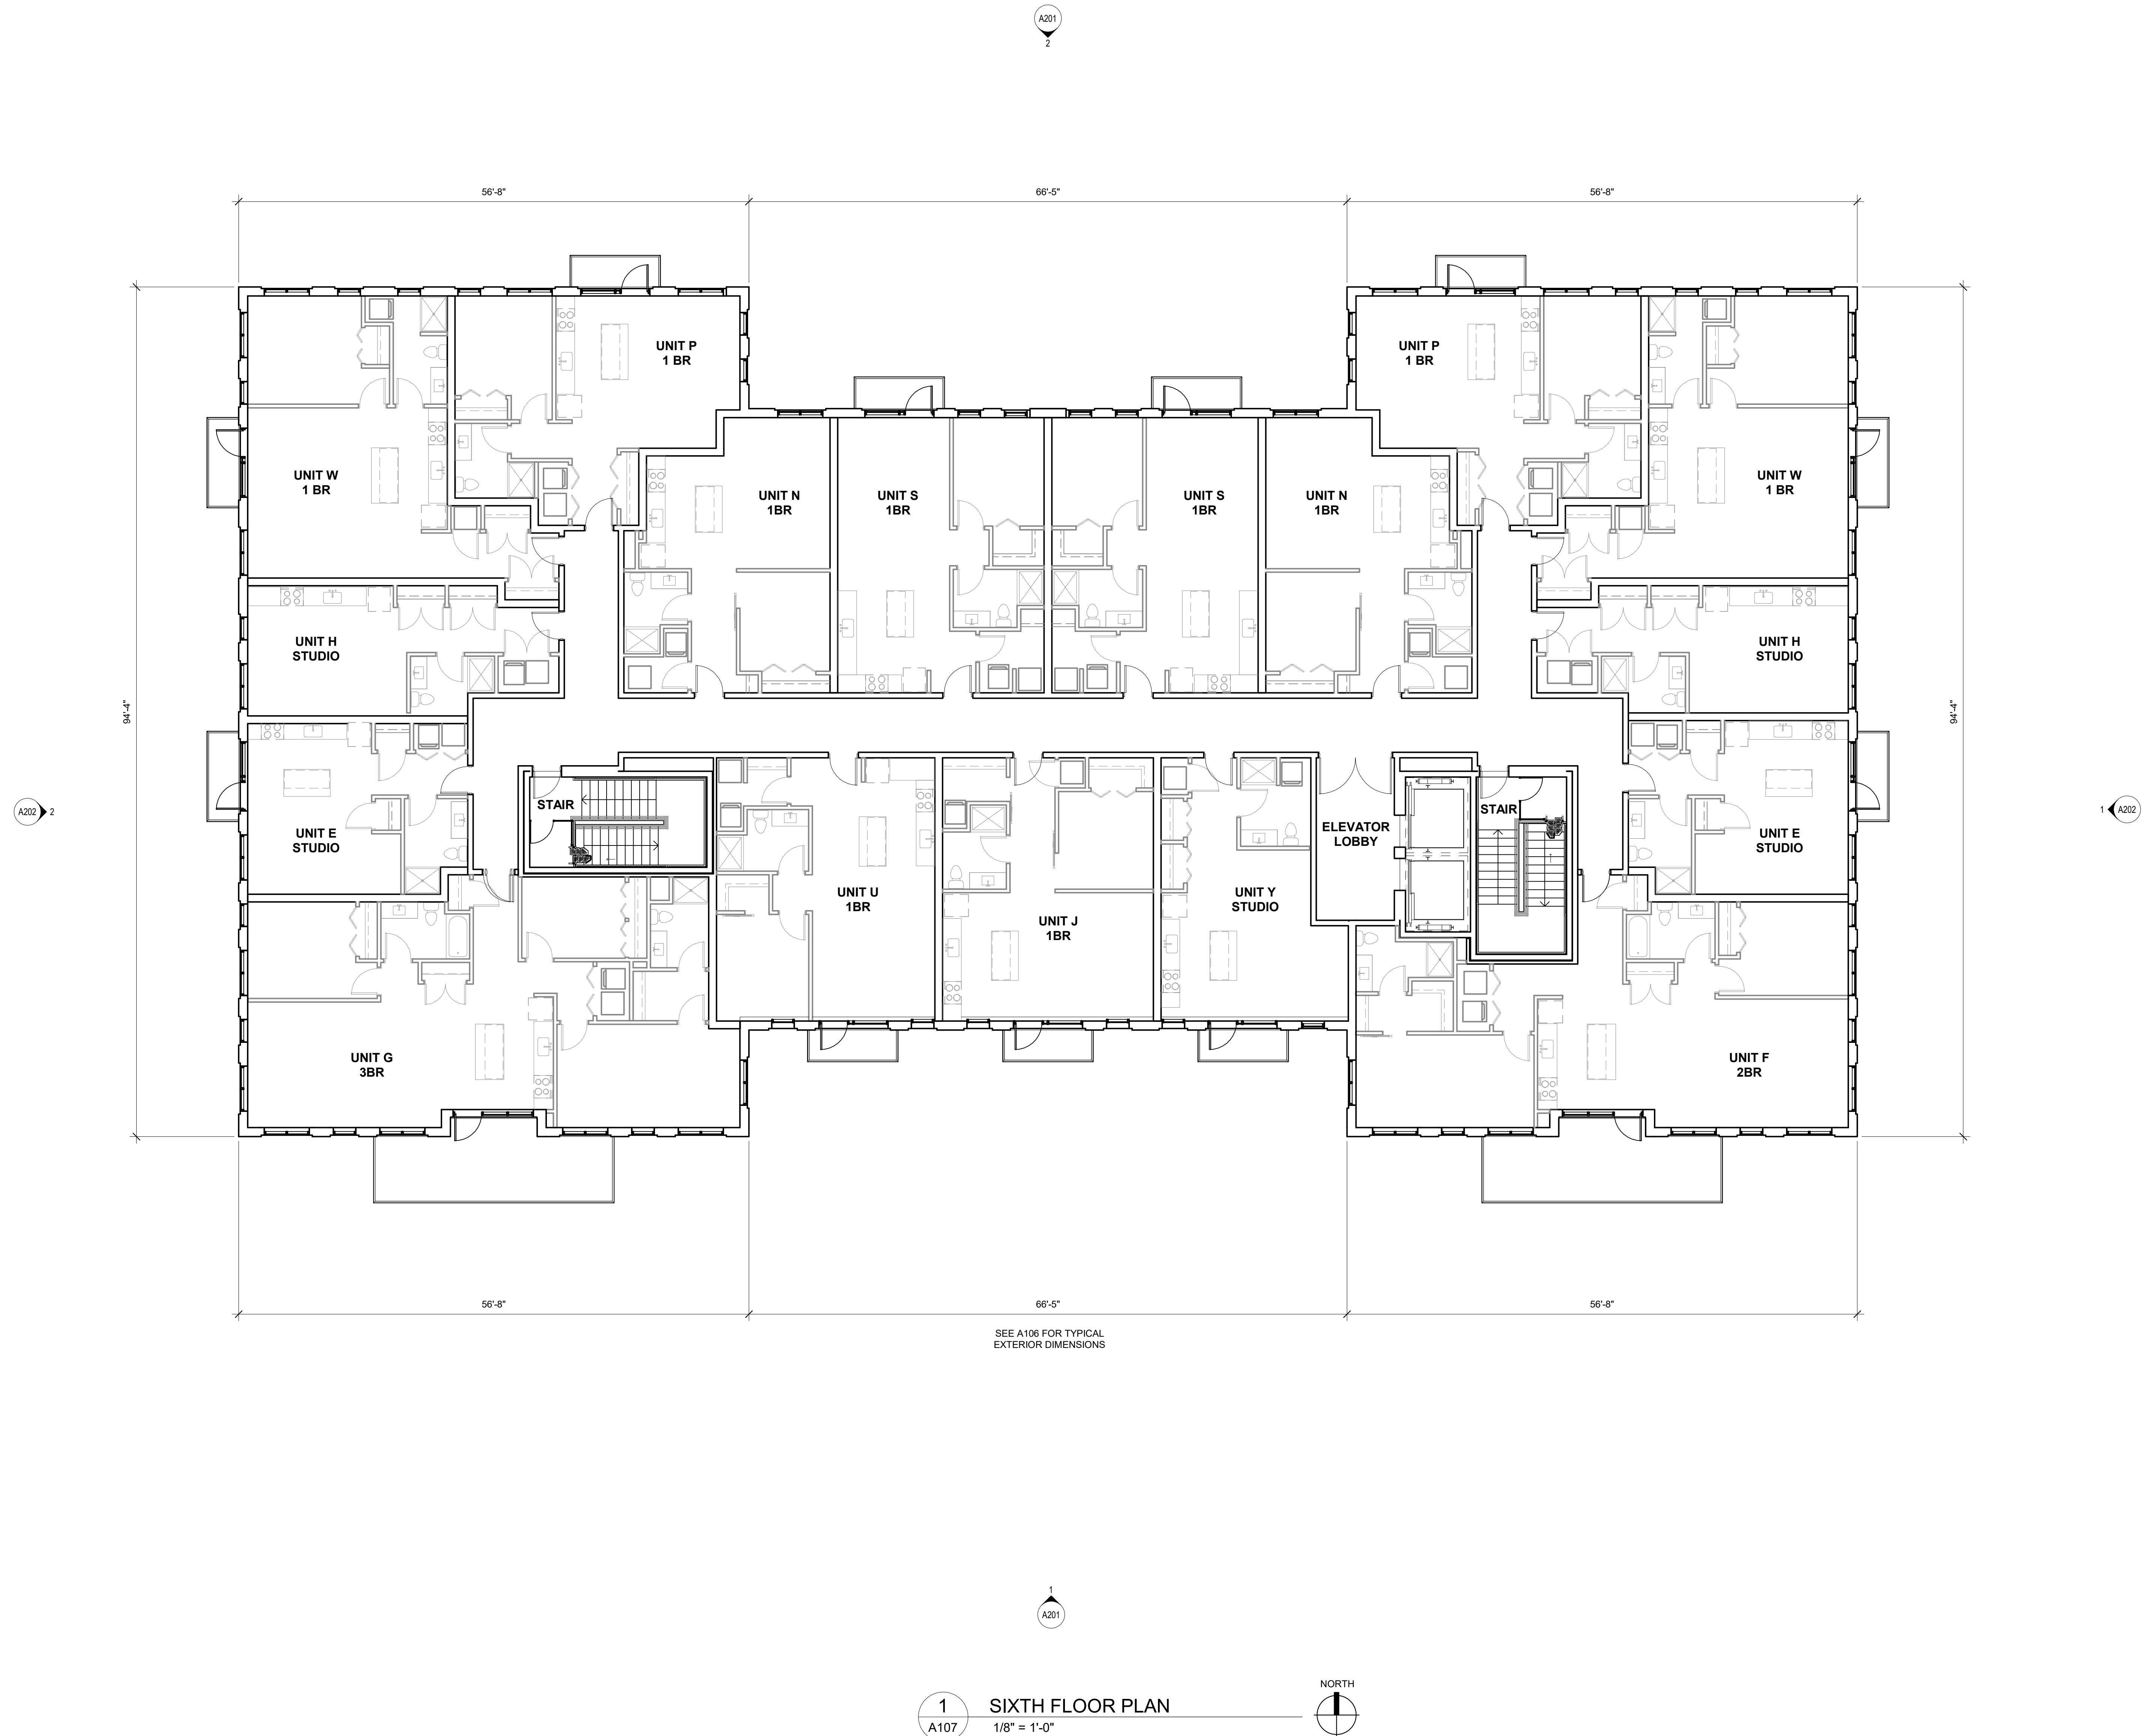 A201
2
56'-8"
66'-5"
56'-8"
UNIT P
1 BR
UNIT P
1 BR
UNIT W
1 BR
UNIT N
1BR
UNIT S
1BR
UNIT S
1BR
UNIT N
1BR
UNIT W
1 BR
UNIT H
STUDIO
UNIT H
STUDIO
94'-4"
94'-4"
A202
2
STAIR
STAIR
1
A202
UNIT E
STUDIO
ELEVATOR
LOBBY
UNIT E
STUDIO
UNIT U
1BR
UNIT J
1BR
UNIT Y
STUDIO
UNIT G
3BR
UNIT F
2BR
56'-8"
66'-5"
56'-8"
SEE A106 FOR TYPICAL
EXTERIOR DIMENSIONS
1
A201
NORTH
1
SIXTH FLOOR PLAN
A107
1/8" = 1'-0"